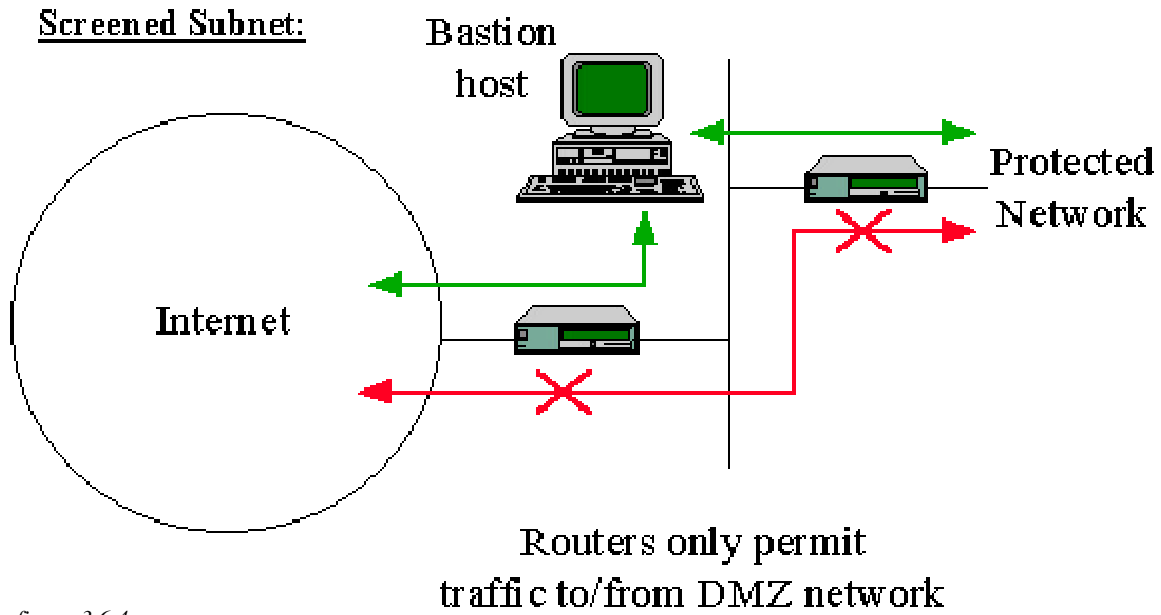 Screened Subnet:
Bastion
host
Protected
Network
Internet
Routers only permit
traffic to/from DMZ network